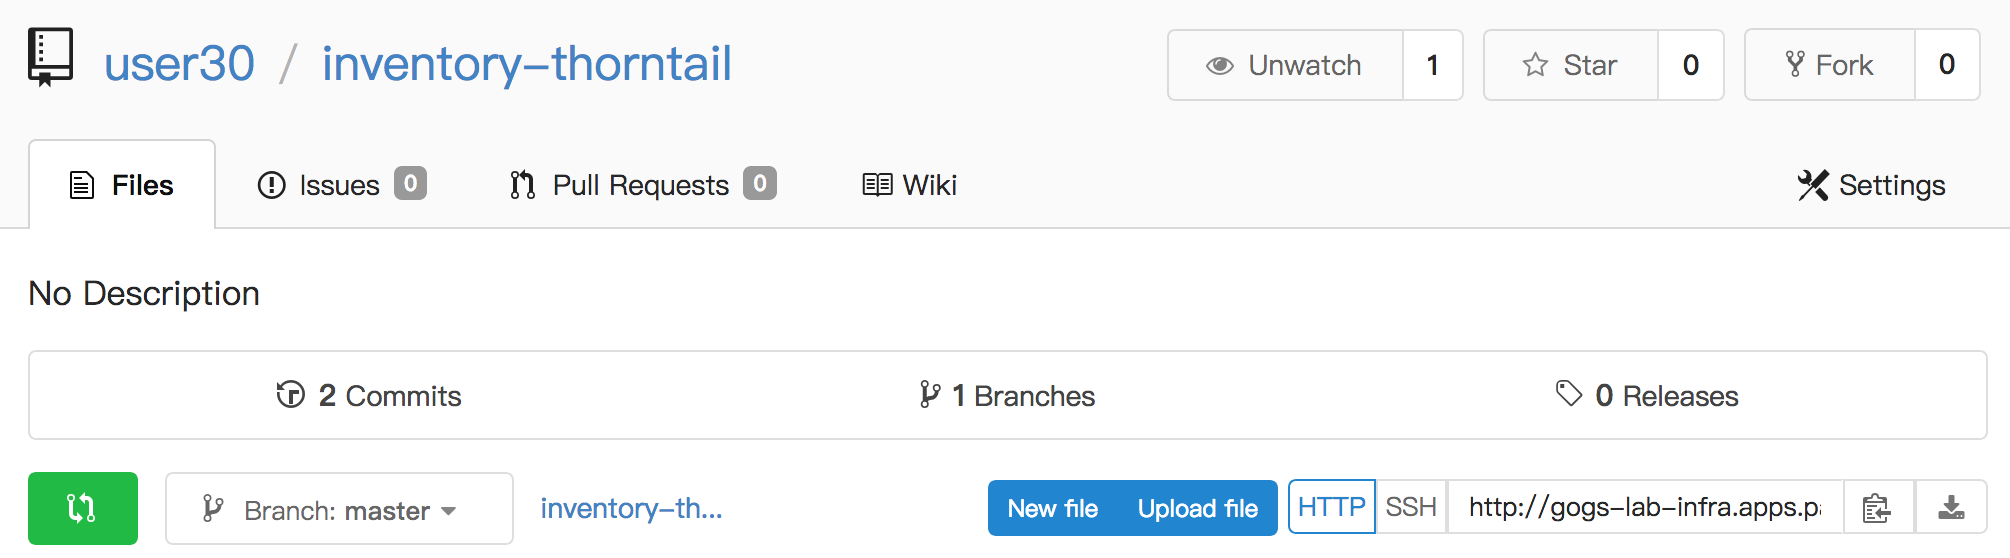 user30 / inventory-thorntail
Unwatch 1 Star 0 Fork 0
Files Issues 0 Pull Requests 0 Wiki Settings
No Description
2 Commits 1 Branches 0 Releases
Branch: master inventory-th... New file Upload file HTTP SSH http://gogs-lab-infra.apps.p